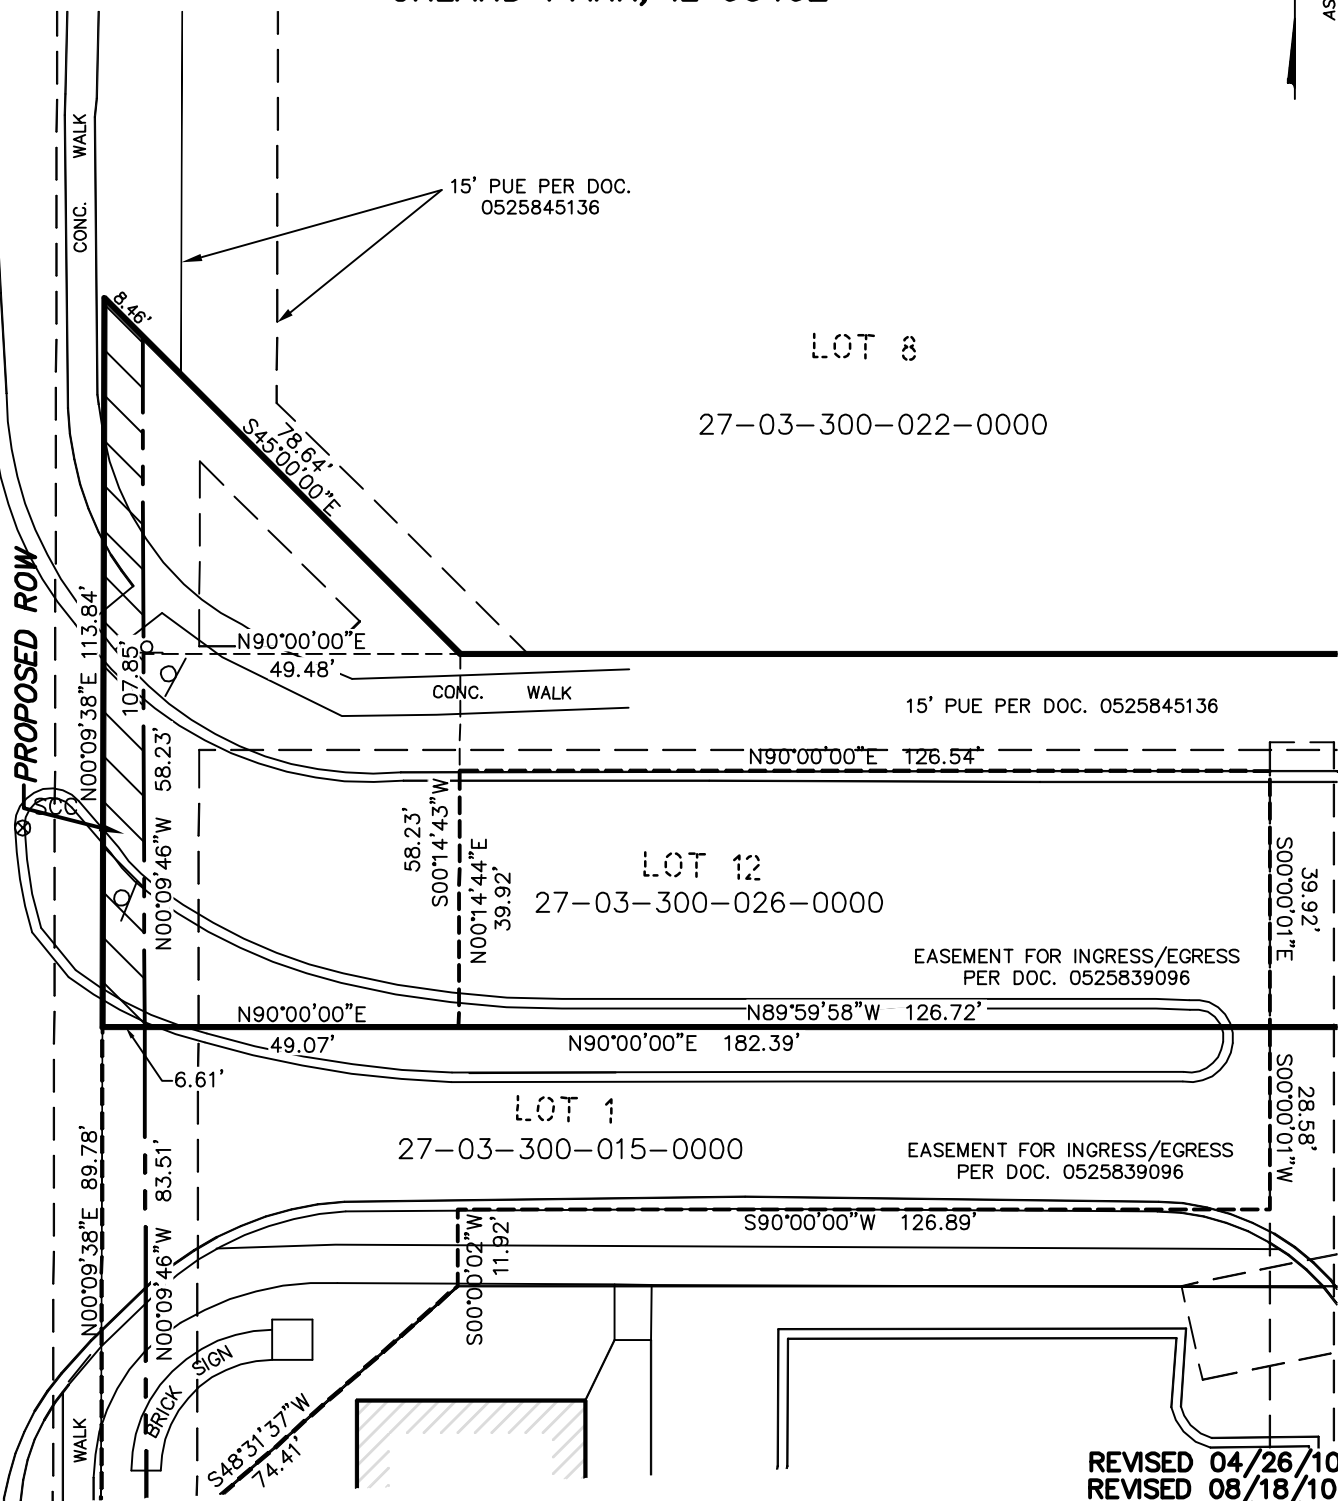 CONC. WALK
15' PUE PER DOC.
0525845136
8.46'
LOT 8
27-03-300-022-0000
78.64'
S45°00'00"E
PROPOSED ROW
N00°09'38"E 113.84'
107.85'
N90°00'00"E
49.48'
CONC. WALK
15' PUE PER DOC. 0525845136
N00°09'46"W 58.23'
N90°00'00"E 126.54'
SCC
58.23'
S00°14'43"W
N00°14'44"E
39.92'
LOT 12
27-03-300-026-0000
S00°00'01"E
39.92'
EASEMENT FOR INGRESS/EGRESS
PER DOC. 0525839096
N90°00'00"E
49.07'
N89°59'58"W 126.72'
N90°00'00"E 182.39'
6.61'
LOT 1
27-03-300-015-0000
S00°00'01"W
28.58'
EASEMENT FOR INGRESS/EGRESS
PER DOC. 0525839096
N00°09'38"E 89.78'
N00°09'46"W 83.51'
S90°00'00"W 126.89'
S00°00'02"W
11.92'
BRICK SIGN
WALK
S48°31'37"W
74.41'
REVISED 04/26/10
REVISED 08/18/10